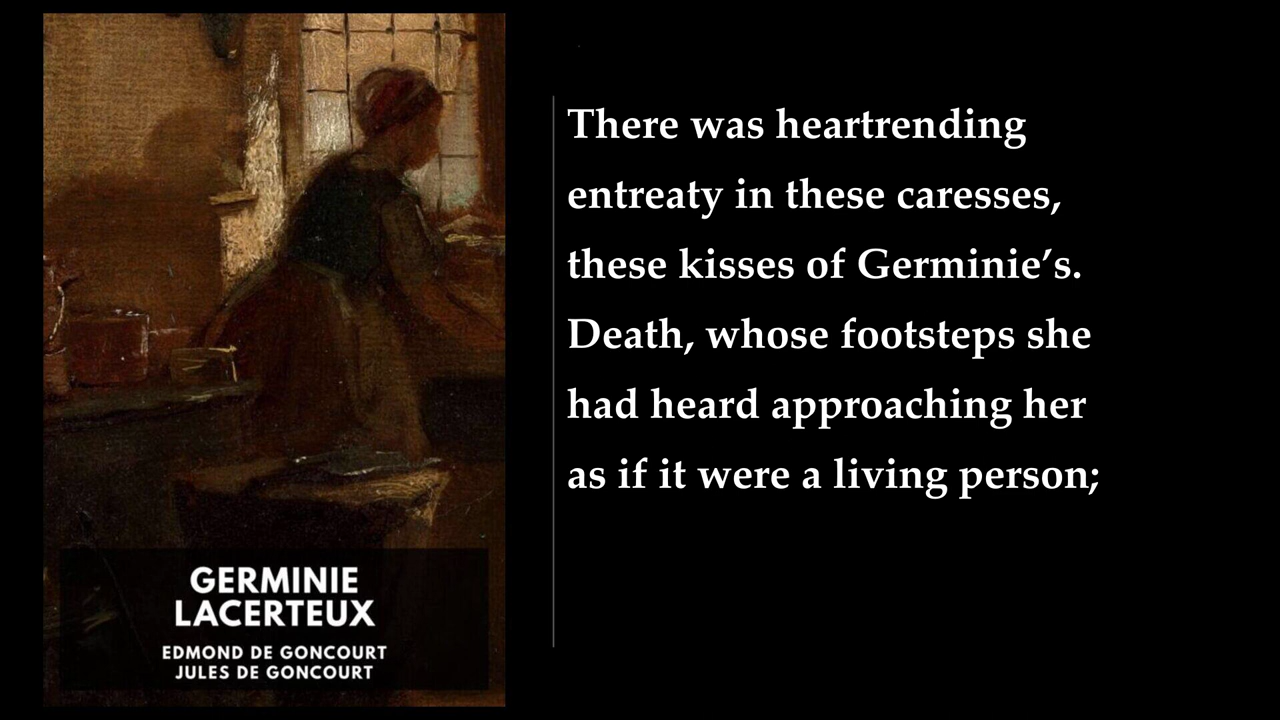 There was heartrending
entreaty in these caresses,
these kisses of Germinie’s.
Death, whose footsteps she
had heard approaching her
as if it were a living person;
GERMINIE
LACERTEUX
EDMOND DE GONCOURT
JULES DE GONCOURT